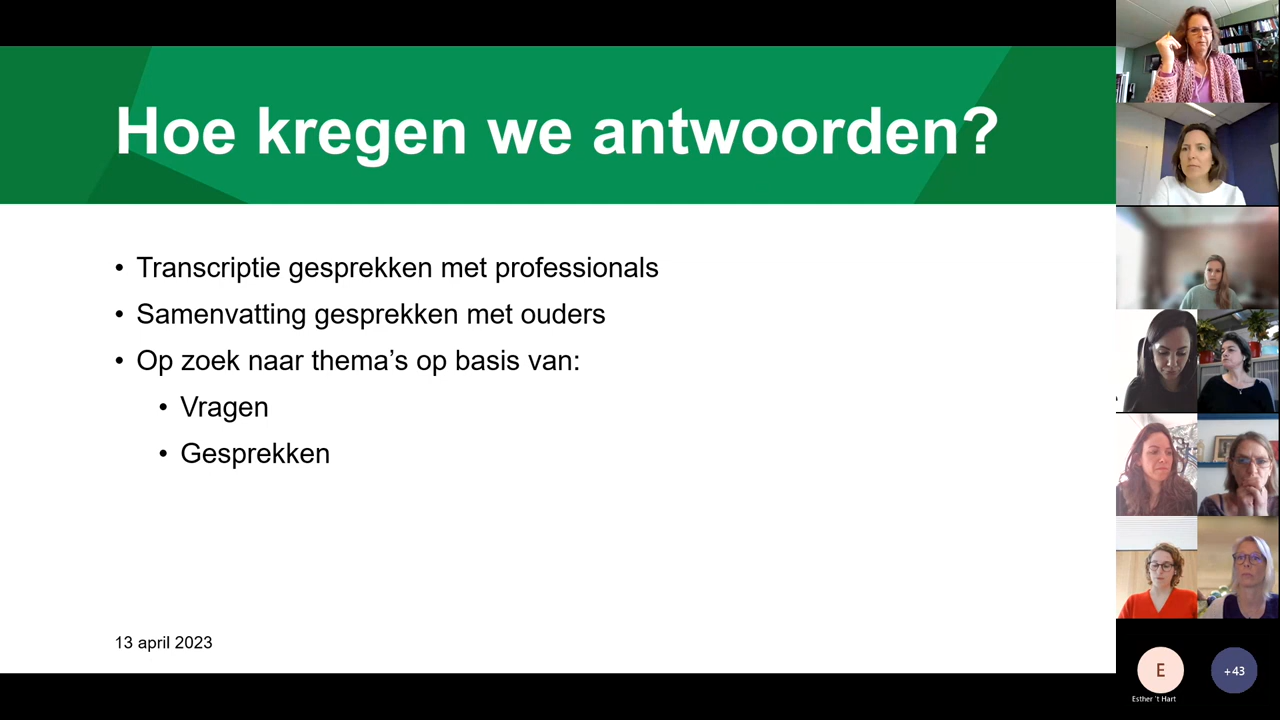 Hoe kregen we antwoorden?
• Transcriptie gesprekken met professionals
• Samenvatting gesprekken met ouders
• Op zoek naar thema’s op basis van:
• Vragen
• Gesprekken
13 april 2023
E
+43
Esther 't Hart